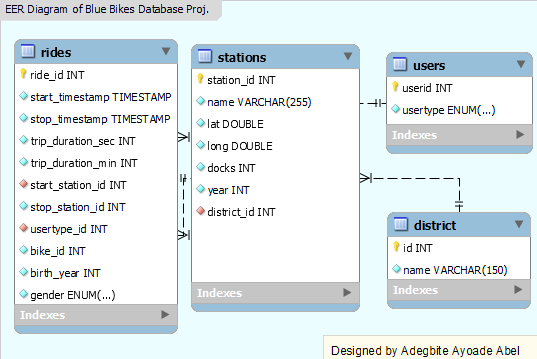 EER Diagram of Blue Bikes Database Proj.
rides
ride_id INT
start_timestamp TIMESTAMP
stop_timestamp TIMESTAMP
trip_duration_sec INT
trip_duration_min INT
start_station_id INT
stop_station_id INT
usertype_id INT
bike_id INT
birth_year INT
gender ENUM(...)
Indexes
stations
station_id INT
name VARCHAR(255)
lat DOUBLE
long DOUBLE
docks INT
year INT
district_id INT
Indexes
users
userid INT
usertype ENUM(...)
Indexes
district
id INT
name VARCHAR(150)
Indexes
Designed by Adegbite Ayoade Abel